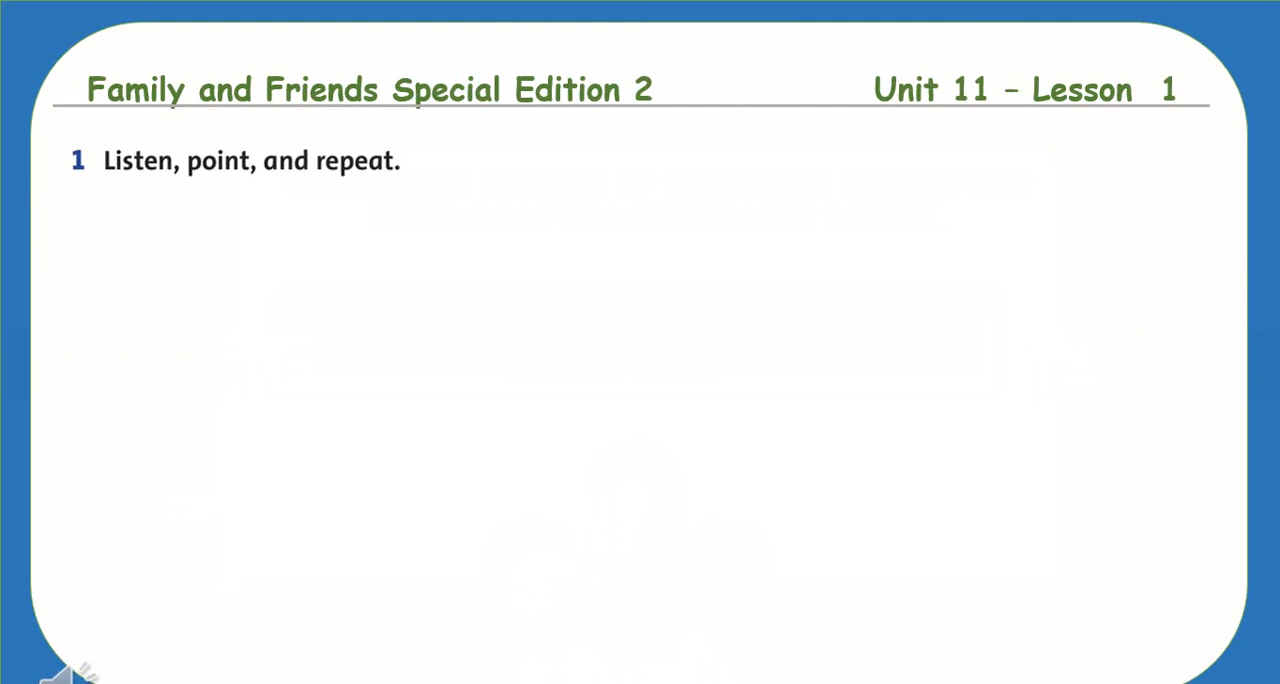 Family and Friends Special Edition 2 Unit 11 – Lesson 1
1 Listen, point, and repeat.